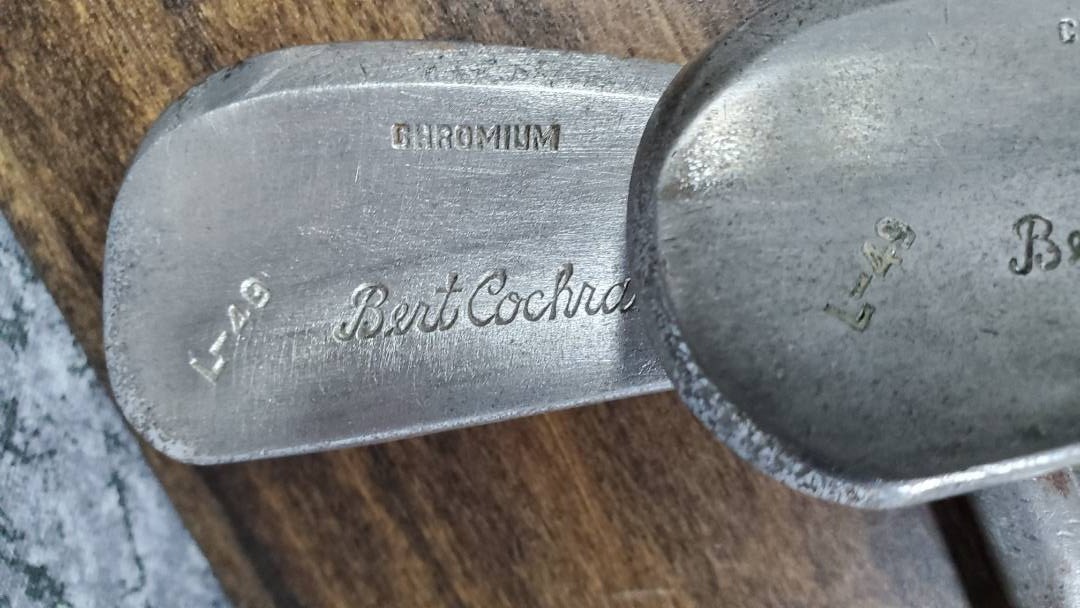 CHROMIUM
Bert Cochra
L-49
C
L-49
Be